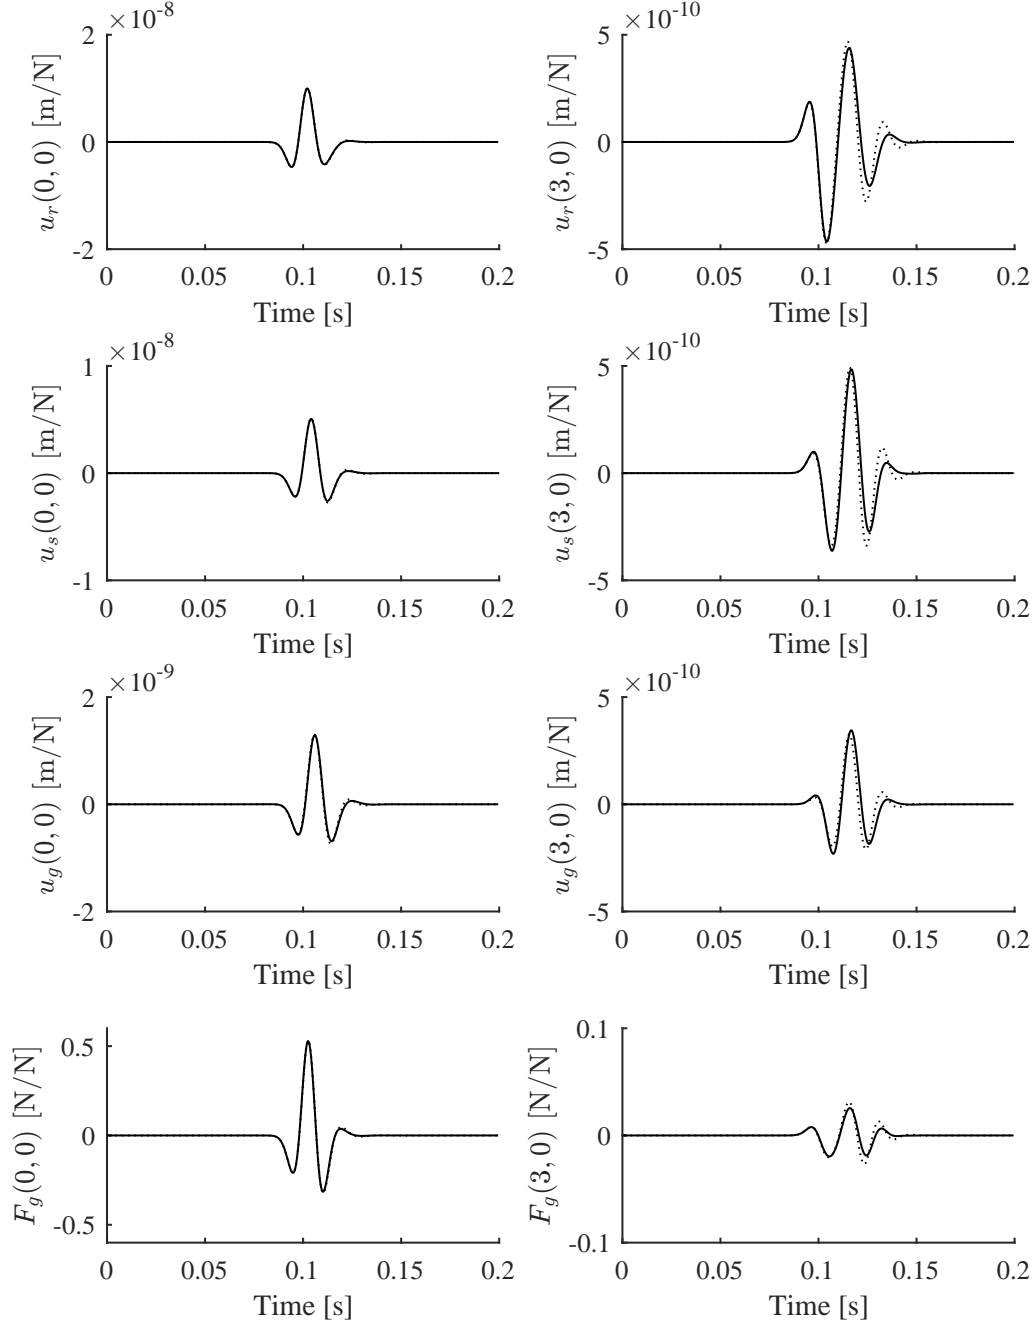 ×10-8
u_r(0, 0) [m/N]
2
0
-2
0 0.05 0.1 0.15 0.2
Time [s]
×10-10
u_r(3, 0) [m/N]
5
0
-5
0 0.05 0.1 0.15 0.2
Time [s]
×10-8
u_s(0, 0) [m/N]
1
0
-1
0 0.05 0.1 0.15 0.2
Time [s]
×10-10
u_s(3, 0) [m/N]
5
0
-5
0 0.05 0.1 0.15 0.2
Time [s]
×10-9
u_g(0, 0) [m/N]
2
0
-2
0 0.05 0.1 0.15 0.2
Time [s]
×10-10
u_g(3, 0) [m/N]
5
0
-5
0 0.05 0.1 0.15 0.2
Time [s]
F_g(0, 0) [N/N]
0.5
0
-0.5
0 0.05 0.1 0.15 0.2
Time [s]
F_g(3, 0) [N/N]
0.1
0
-0.1
0 0.05 0.1 0.15 0.2
Time [s]